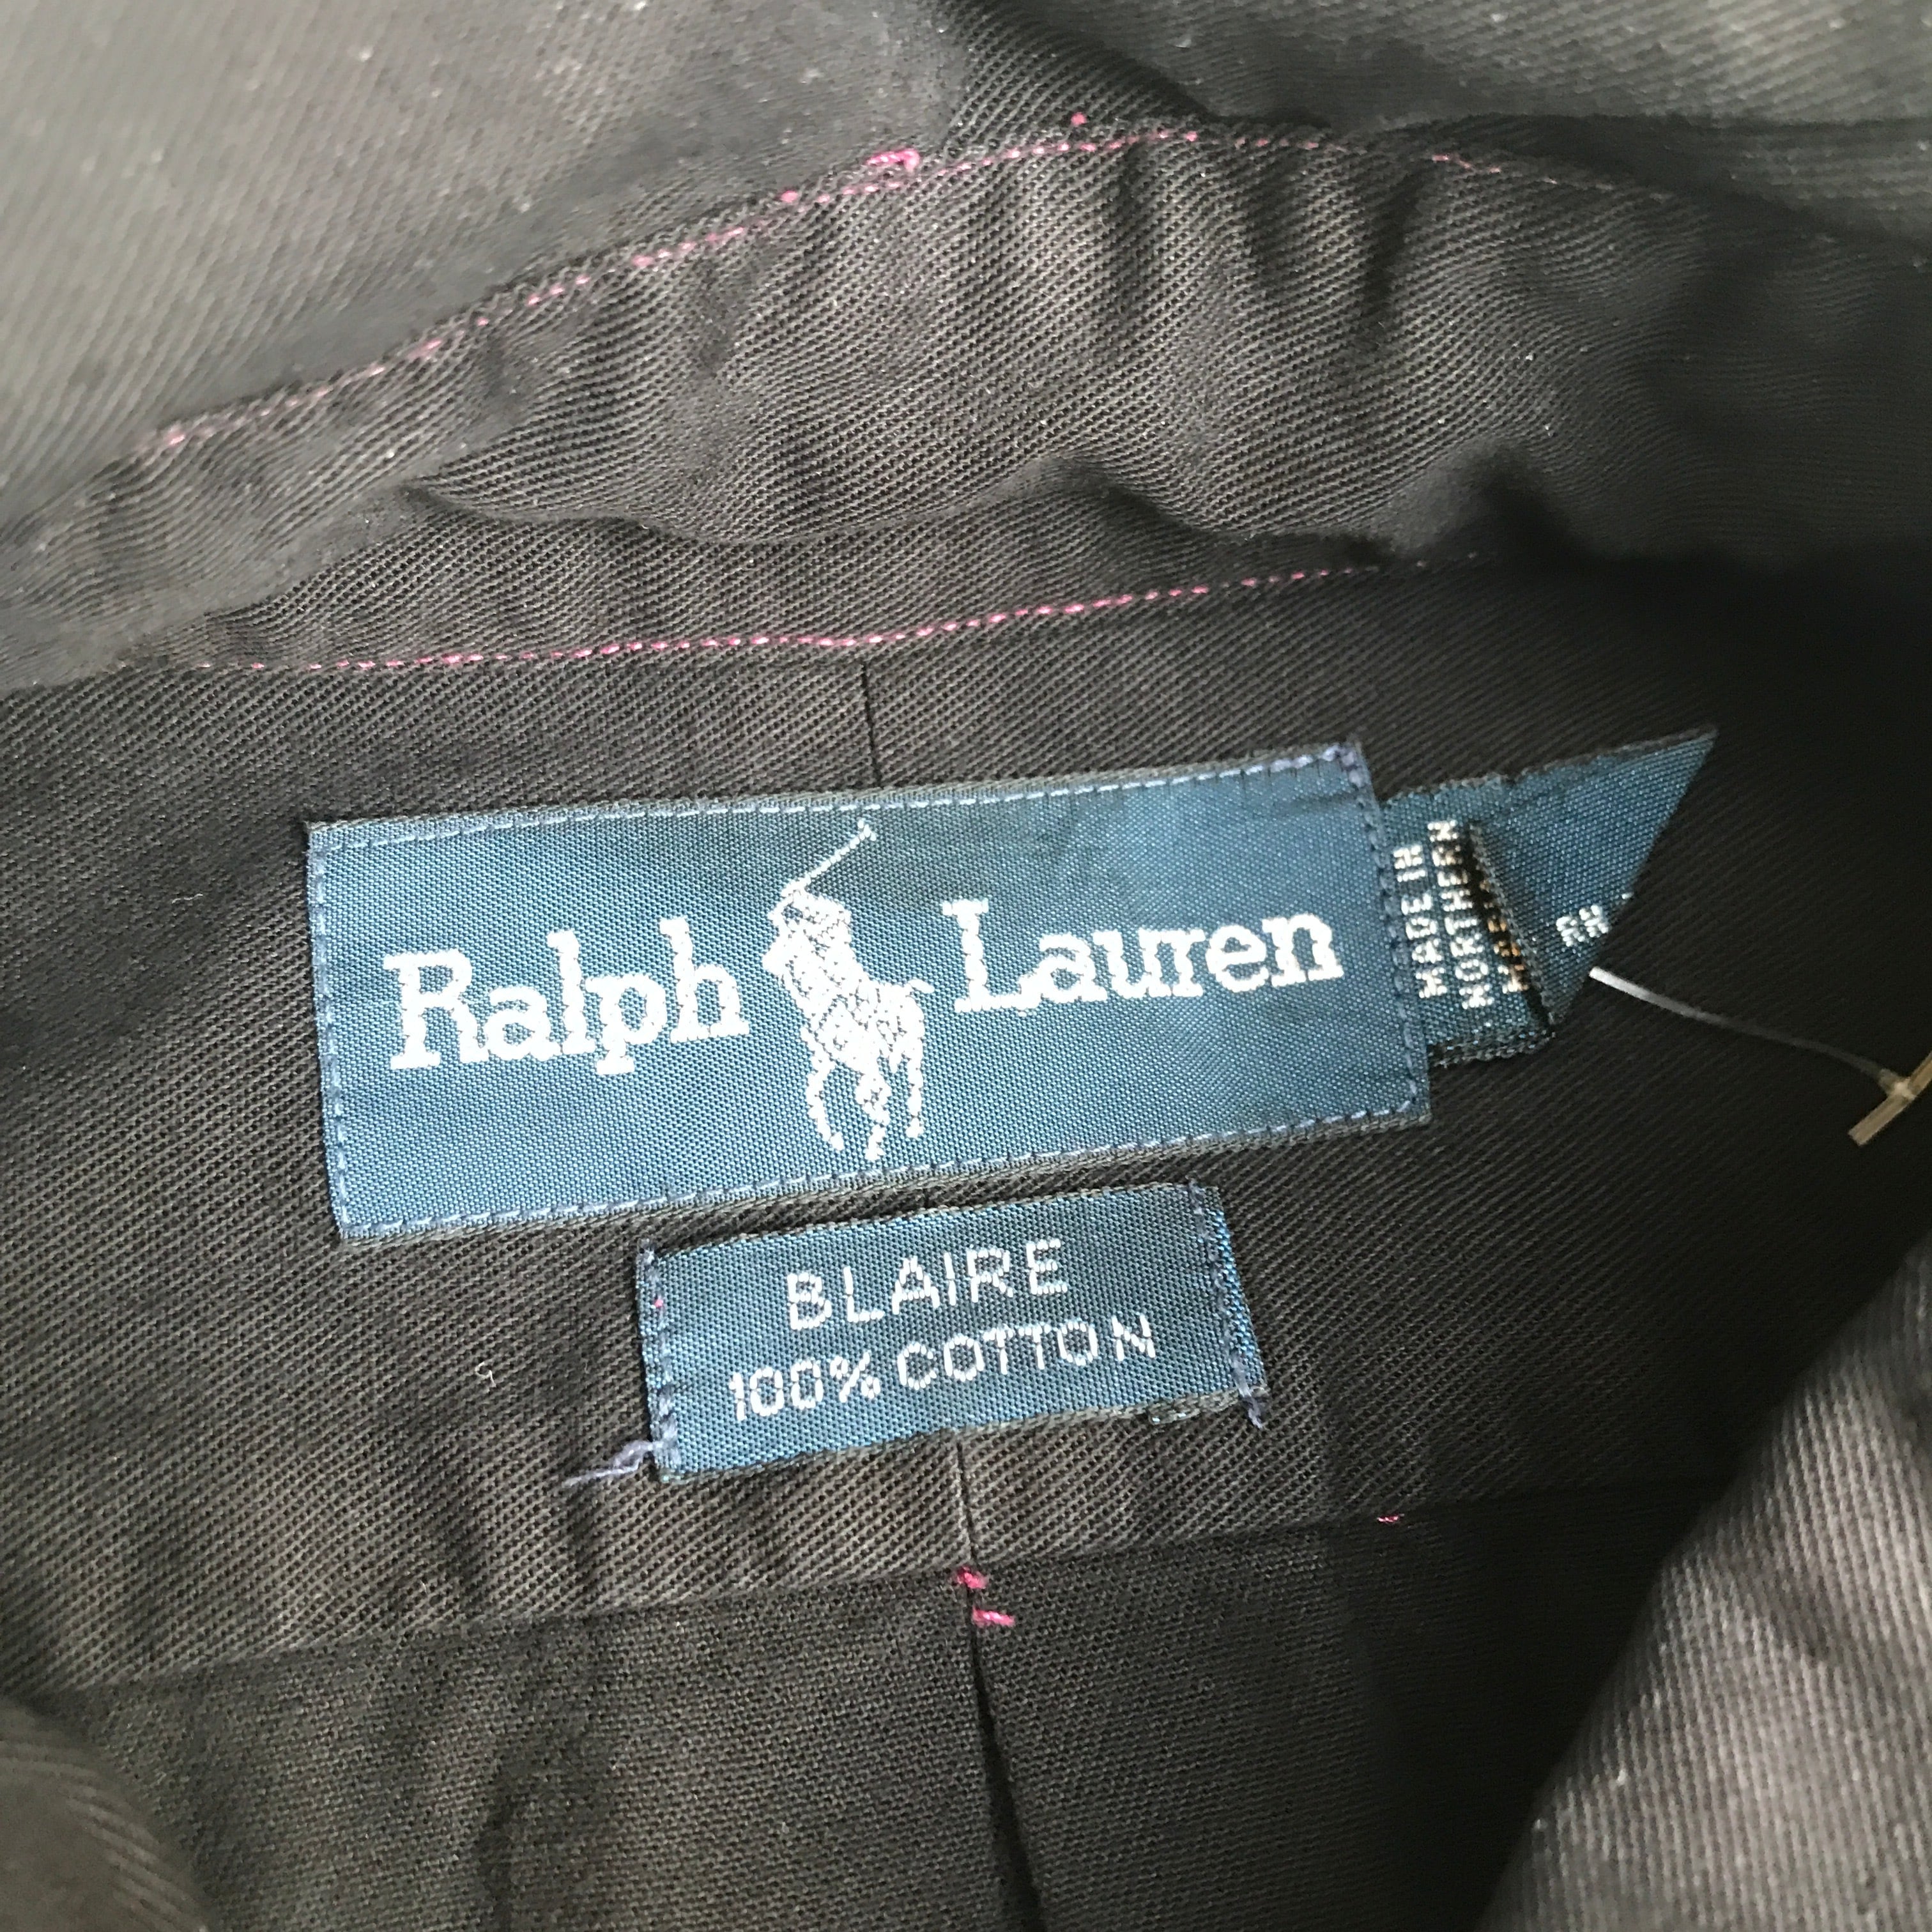 Ralph Lauren
MADE IN
NORTHERN
BLAIRE
100% COTTON